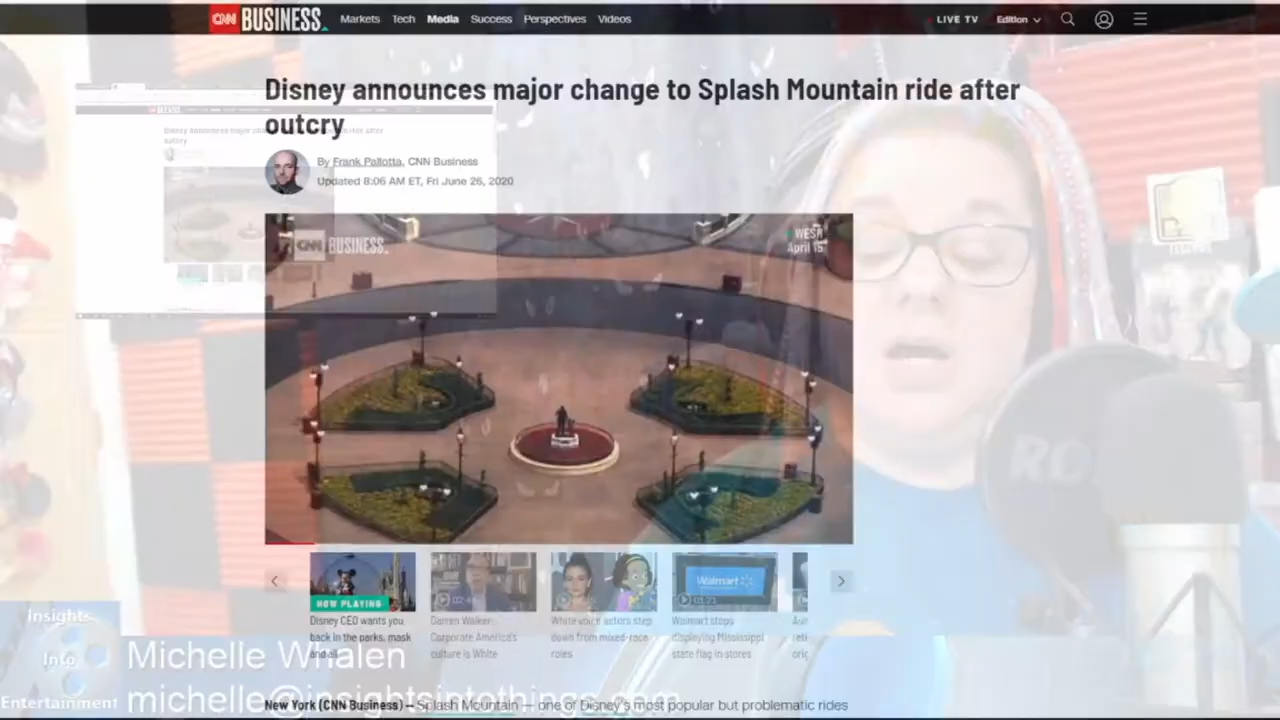 CNN BUSINESS Markets Tech Media Success Perspectives Videos LIVE TV Edition
Disney announces major change to Splash Mountain ride after
outcry
By Frank Pallotta, CNN Business
Updated 8:06 AM ET, Fri June 26, 2020
CNN BUSINESS
April 15
NOW PLAYING
Walmart
Disney CEO wants you
back in the parks, mask
and all
Darren Walker:
Corporate America's
culture is White
White voice actors step
down from mixed-race
roles
Walmart stops
displaying Mississippi
state flag in stores
Insights
Into
Entertainment
Michelle Whalen
michelle@insightsintothings.com
New York (CNN Business) — Splash Mountain — one of Disney's most popular but problematic rides